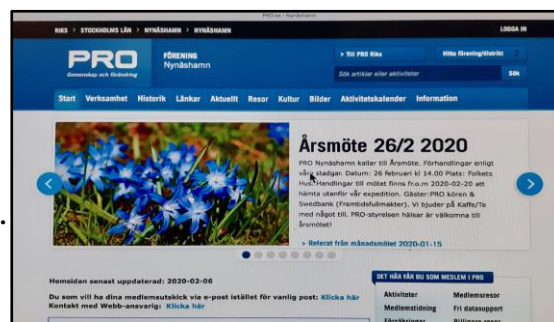 PRO.se - Nynäshamn
RIKS > STOCKHOLMS LÄN > NYNÄSHAMN > NYNÄSHAMN
LOGGA IN
PRO
Gemenskap och förändring
FÖRENING
Nynäshamn
Till PRO Riks
Hitta förening/distrikt
Sök artiklar eller aktiviteter
Sök
Start Verksamhet Historik Länkar Aktuellt Resor Kultur Bilder Aktivitetskalender Information
Årsmöte 26/2 2020
PRO Nynäshamn kallar till Årsmöte. Förhandlingar enligt
våra stadgar. Datum: 26 februari kl 14.00 Plats: Folkets
Hus. Handlingar till mötet finns fr.o.m 2020-02-20 att
hämta utanför vår expedition. Gäster: PRO kören &
Swedbank (Framtidsfullmakter). Vi bjuder på Kaffe/Te
med något till. PRO-styrelsen hälsar är välkomna till
årsmötet!
Referat från månadsmötet 2020-01-15
Hemsidan senast uppdaterad: 2020-02-06
Du som vill ha dina medlemsutskick via e-post istället för vanlig post: Klicka här
Kontakt med Webb-ansvarig: Klicka här
DET HÄR FÅR DU SOM MEDLEM I PRO
Aktiviteter Medlemsresor
Medlemstidning Fri datasupport
Försäkringar Billigare resor